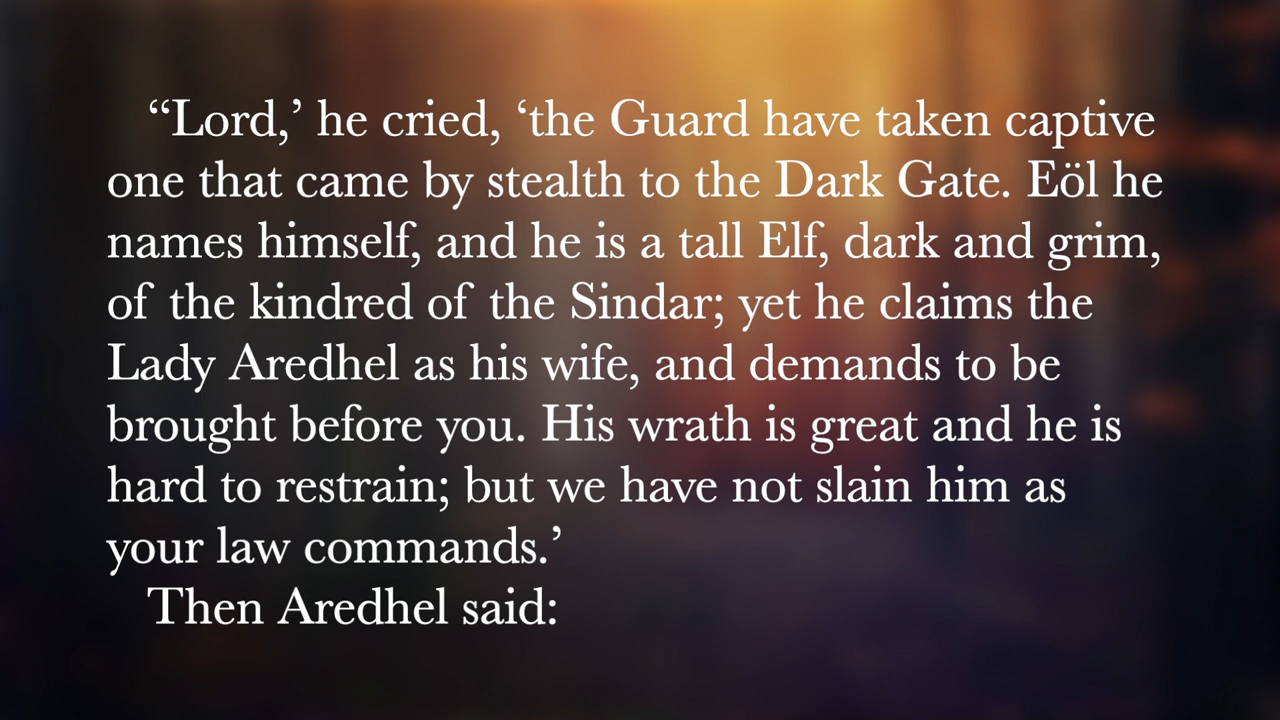 “‘Lord,’ he cried, ‘the Guard have taken captive
one that came by stealth to the Dark Gate. Eöl he
names himself, and he is a tall Elf, dark and grim,
of the kindred of the Sindar; yet he claims the
Lady Aredhel as his wife, and demands to be
brought before you. His wrath is great and he is
hard to restrain; but we have not slain him as
your law commands.’
Then Aredhel said: